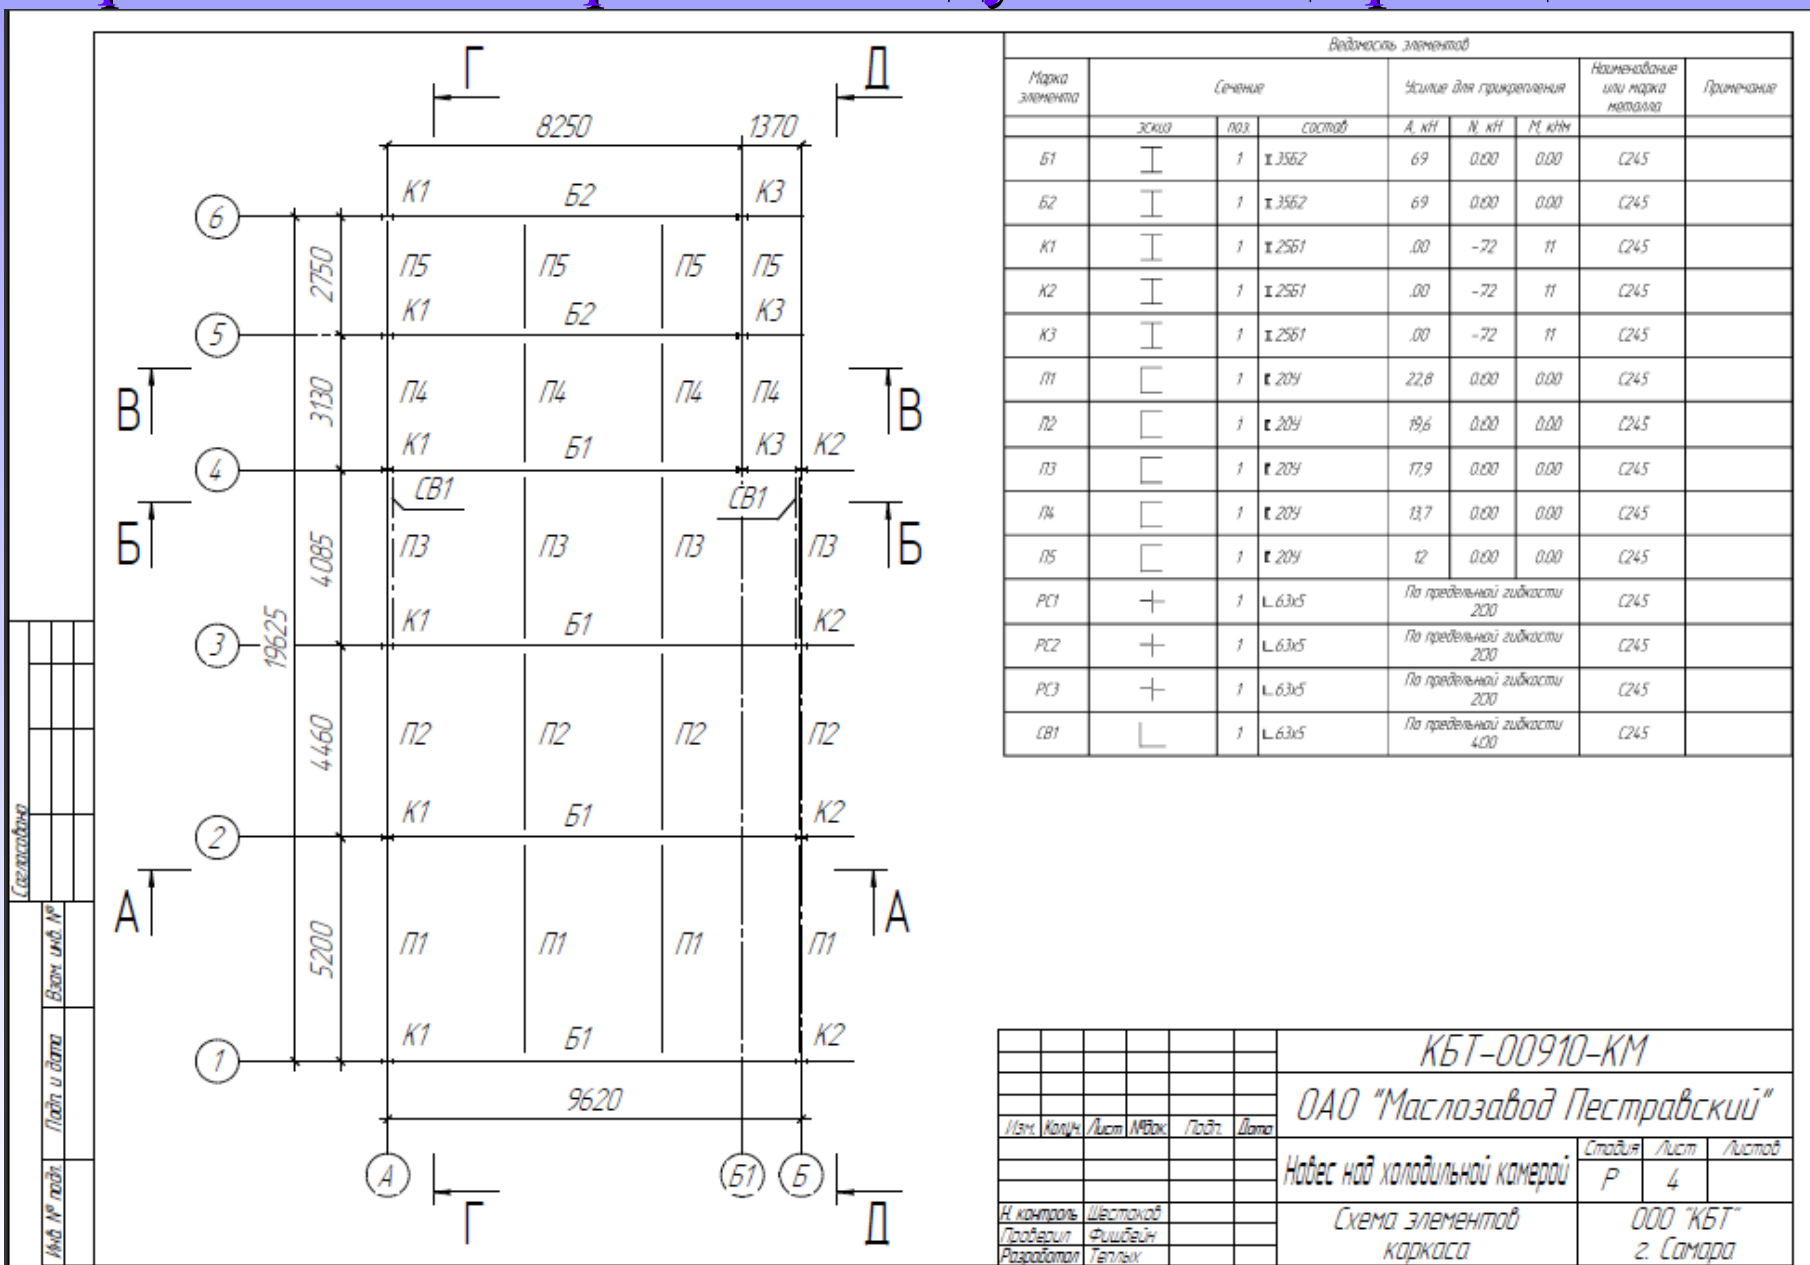 Г Д
8250 1370
6 К1 Б2 К3
2750 П5 П5 П5 П5
5 К1 Б2 К3
В В
3130 П4 П4 П4 П4
4 К1 Б1 К3 К2
СВ1 СВ1
Б Б
4085 П3 П3 П3 П3
3 К1 Б1 К2
19625
4460 П2 П2 П2 П2
2 К1 Б1 К2
А А
5200 П1 П1 П1 П1
1 К1 Б1 К2
9620
А Б1 Б
Г Д
Ведомость элементов
Марка элемента Сечение Усилие для прикрепления Наименование или марка металла Примечание
эскиз поз. состав А, кН N, кН М, кНм
Б1 1 35Б2 69 0.00 0.00 С245
Б2 1 35Б2 69 0.00 0.00 С245
К1 1 25Б1 .00 -72 11 С245
К2 1 25Б1 .00 -72 11 С245
К3 1 25Б1 .00 -72 11 С245
П1 1 20У 22,8 0.00 0.00 С245
П2 1 20У 19,6 0.00 0.00 С245
П3 1 20У 17,9 0.00 0.00 С245
П4 1 20У 13,7 0.00 0.00 С245
П5 1 20У 12 0.00 0.00 С245
РС1 1 63х5 По предельной гибкости 200 С245
РС2 1 63х5 По предельной гибкости 200 С245
РС3 1 63х5 По предельной гибкости 200 С245
СВ1 1 63х5 По предельной гибкости 400 С245
Согласовано
Взам. инв. №
Подп. и дата
Инв. № подл.
КБТ-00910-КМ
ОАО "Маслозавод Пестравский"
Изм. Кол.уч. Лист №док. Подп. Дата
Навес над холодильной камерой
Стадия Лист Листов
Р 4
Н. контроль Шестаков
Проверил Фишбейн
Разработал Теплых
Схема элементов
каркаса
ООО "КБТ"
г. Самара